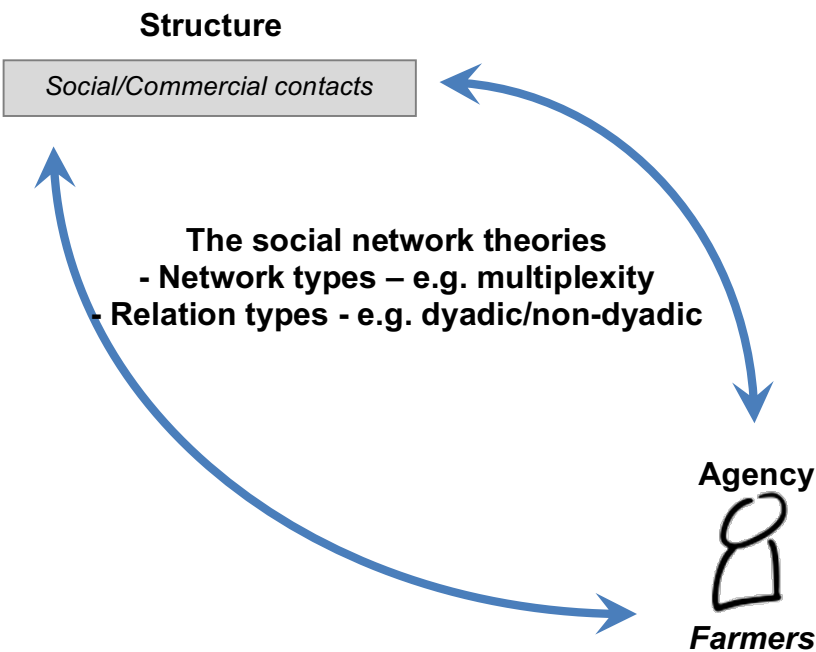 Structure
Social/Commercial contacts
The social network theories
- Network types – e.g. multiplexity
- Relation types - e.g. dyadic/non-dyadic
Agency
Farmers